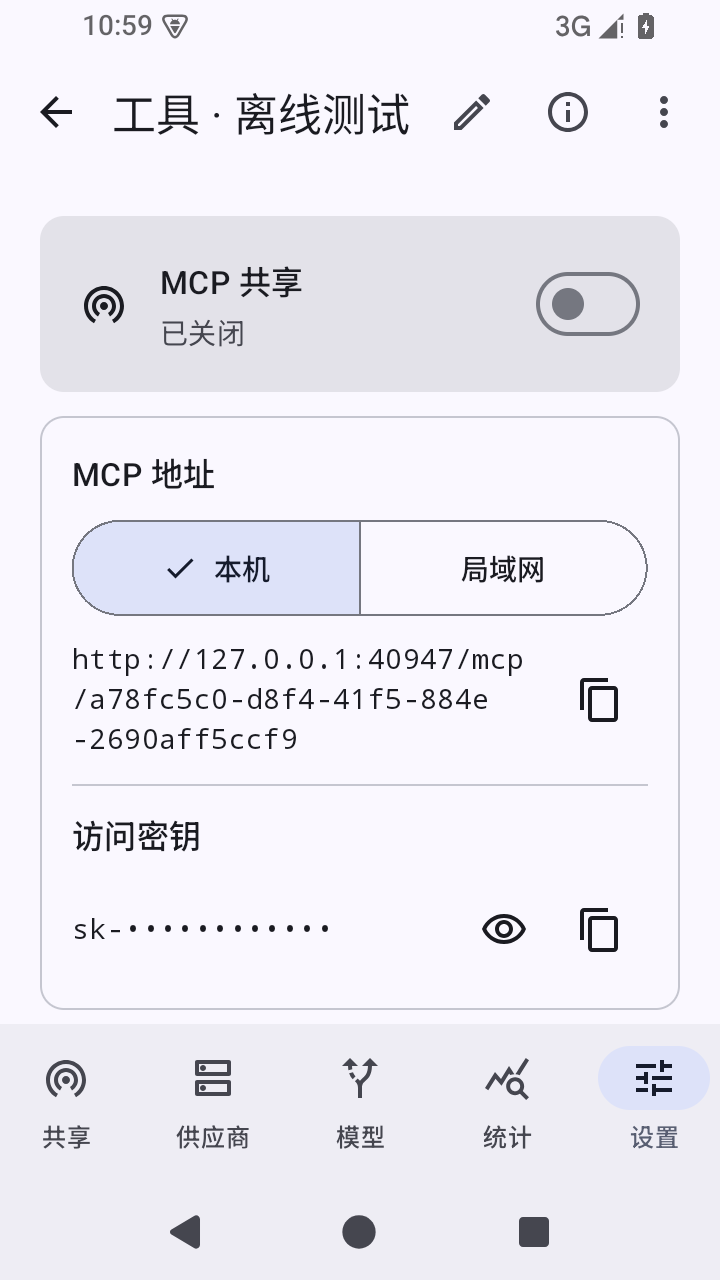 10:59 3G
工具 · 离线测试
MCP 共享
已关闭
MCP 地址
本机 局域网
http://127.0.0.1:40947/mcp
/a78fc5c0-d8f4-41f5-884e
-2690aff5ccf9
访问密钥
sk-••••••••••••
共享 供应商 模型 统计 设置